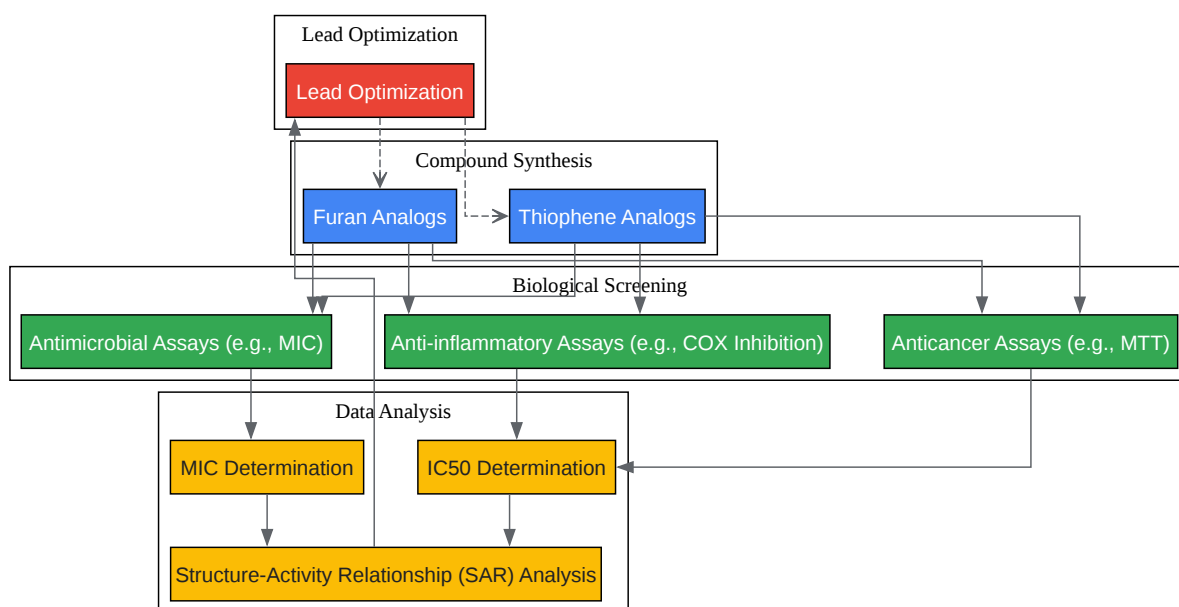 Lead Optimization
Lead Optimization
Compound Synthesis
Furan Analogs
Thiophene Analogs
Biological Screening
Antimicrobial Assays (e.g., MIC)
Anti-inflammatory Assays (e.g., COX Inhibition)
Anticancer Assays (e.g., MTT)
Data Analysis
MIC Determination
IC50 Determination
Structure-Activity Relationship (SAR) Analysis